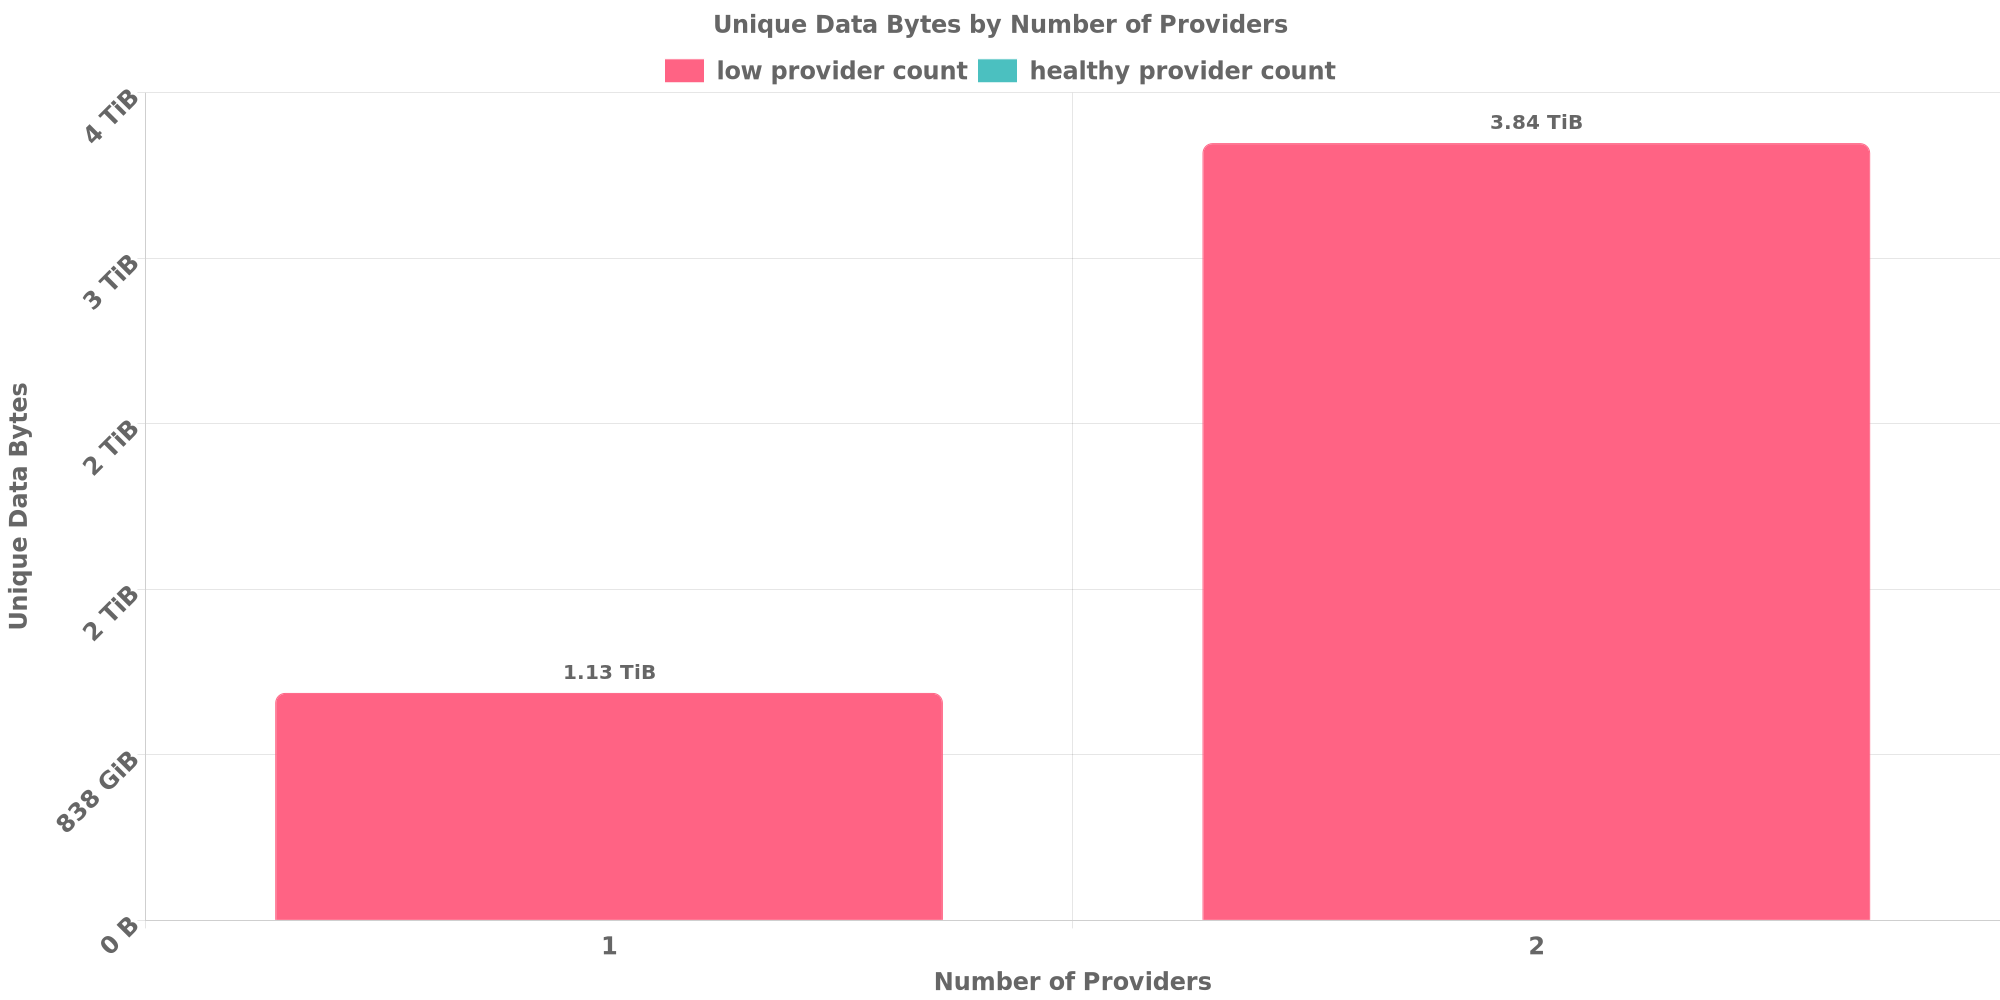 Unique Data Bytes by Number of Providers
low provider count
healthy provider count
4 TiB
3 TiB
2 TiB
2 TiB
838 GiB
0 B
Unique Data Bytes
3.84 TiB
1.13 TiB
1
2
Number of Providers